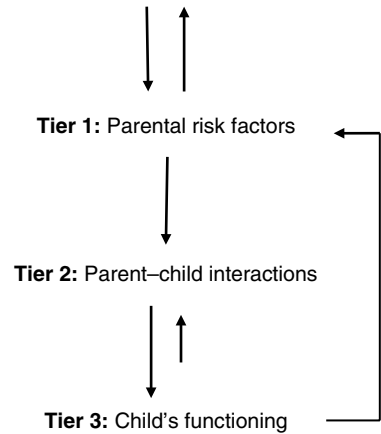 Tier 1: Parental risk factors
Tier 2: Parent–child interactions
Tier 3: Child's functioning